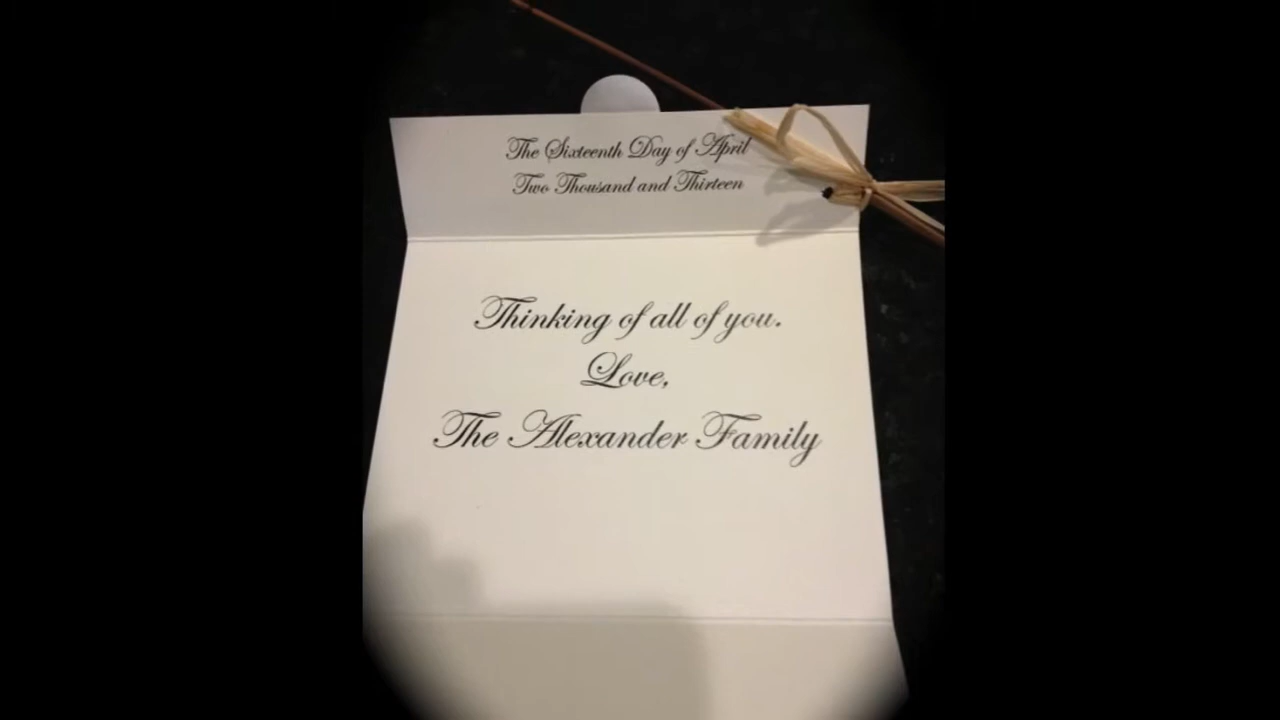 The Sixteenth Day of April
Two Thousand and Thirteen
Thinking of all of you.
Love,
The Alexander Family